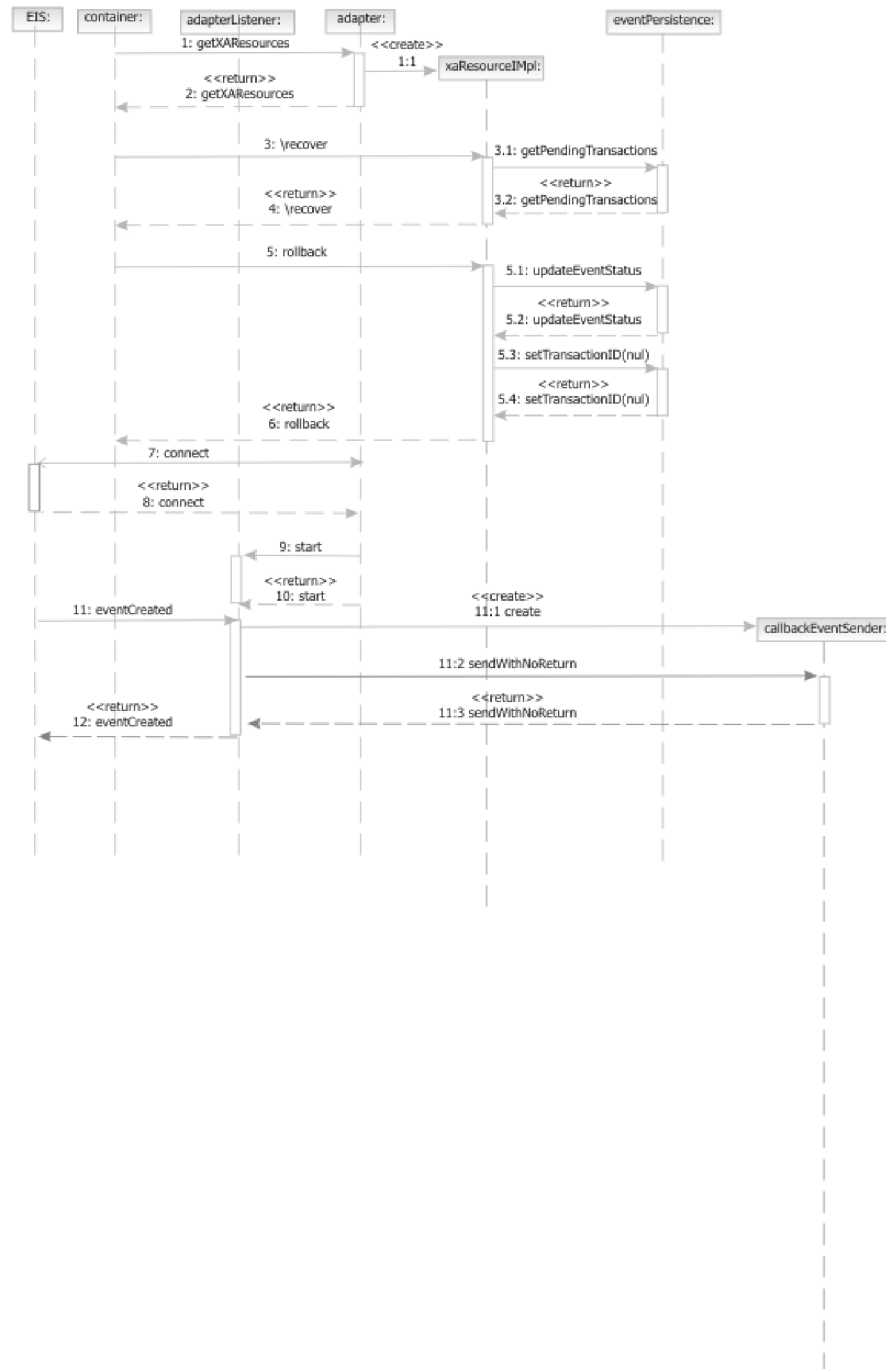 EIS:
container:
adapterListener:
adapter:
eventPersistence:
1: getXAResources
<<create>>
1:1
xaResourceIMpl:
<<return>>
2: getXAResources
3: \recover
3.1: getPendingTransactions
<<return>>
3.2: getPendingTransactions
<<return>>
4: \recover
5: rollback
5.1: updateEventStatus
<<return>>
5.2: updateEventStatus
5.3: setTransactionID(nul)
<<return>>
5.4: setTransactionID(nul)
<<return>>
6: rollback
7: connect
<<return>>
8: connect
9: start
<<return>>
10: start
11: eventCreated
<<create>>
11:1 create
callbackEventSender:
11:2 sendWithNoReturn
<<return>>
11:3 sendWithNoReturn
<<return>>
12: eventCreated